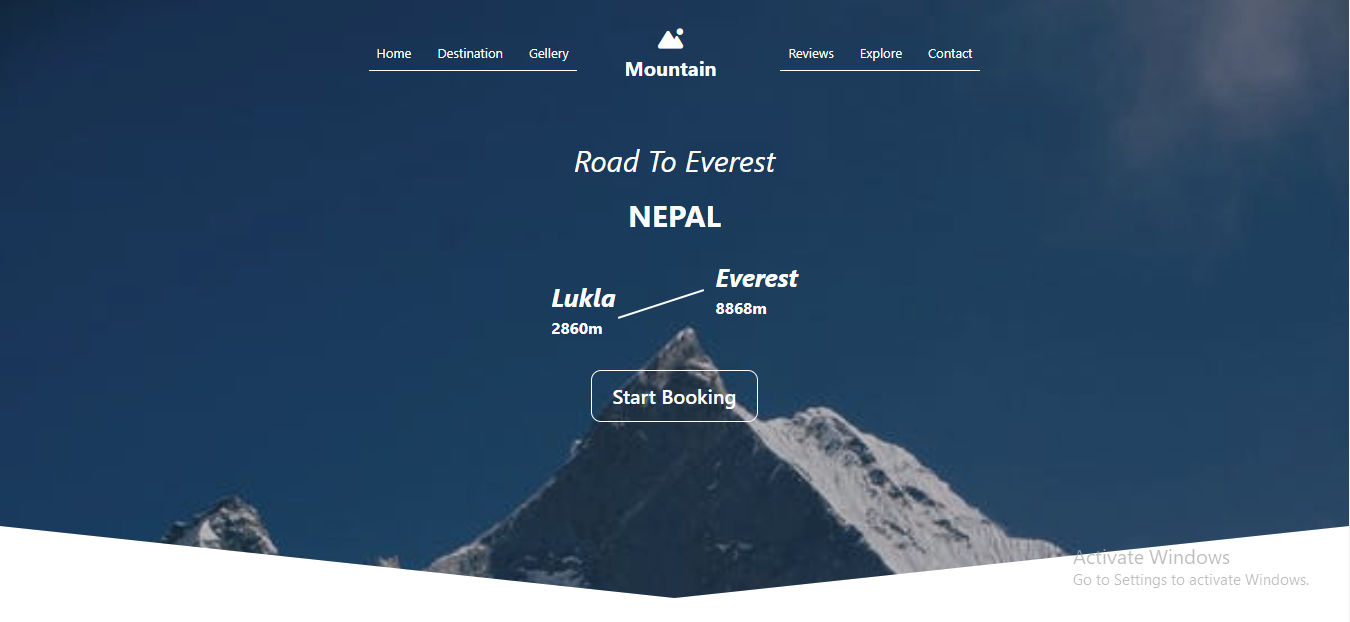 Home Destination Gellery
Mountain
Reviews Explore Contact
Road To Everest
NEPAL
Lukla
2860m
Everest
8868m
Start Booking
Activate Windows
Go to Settings to activate Windows.